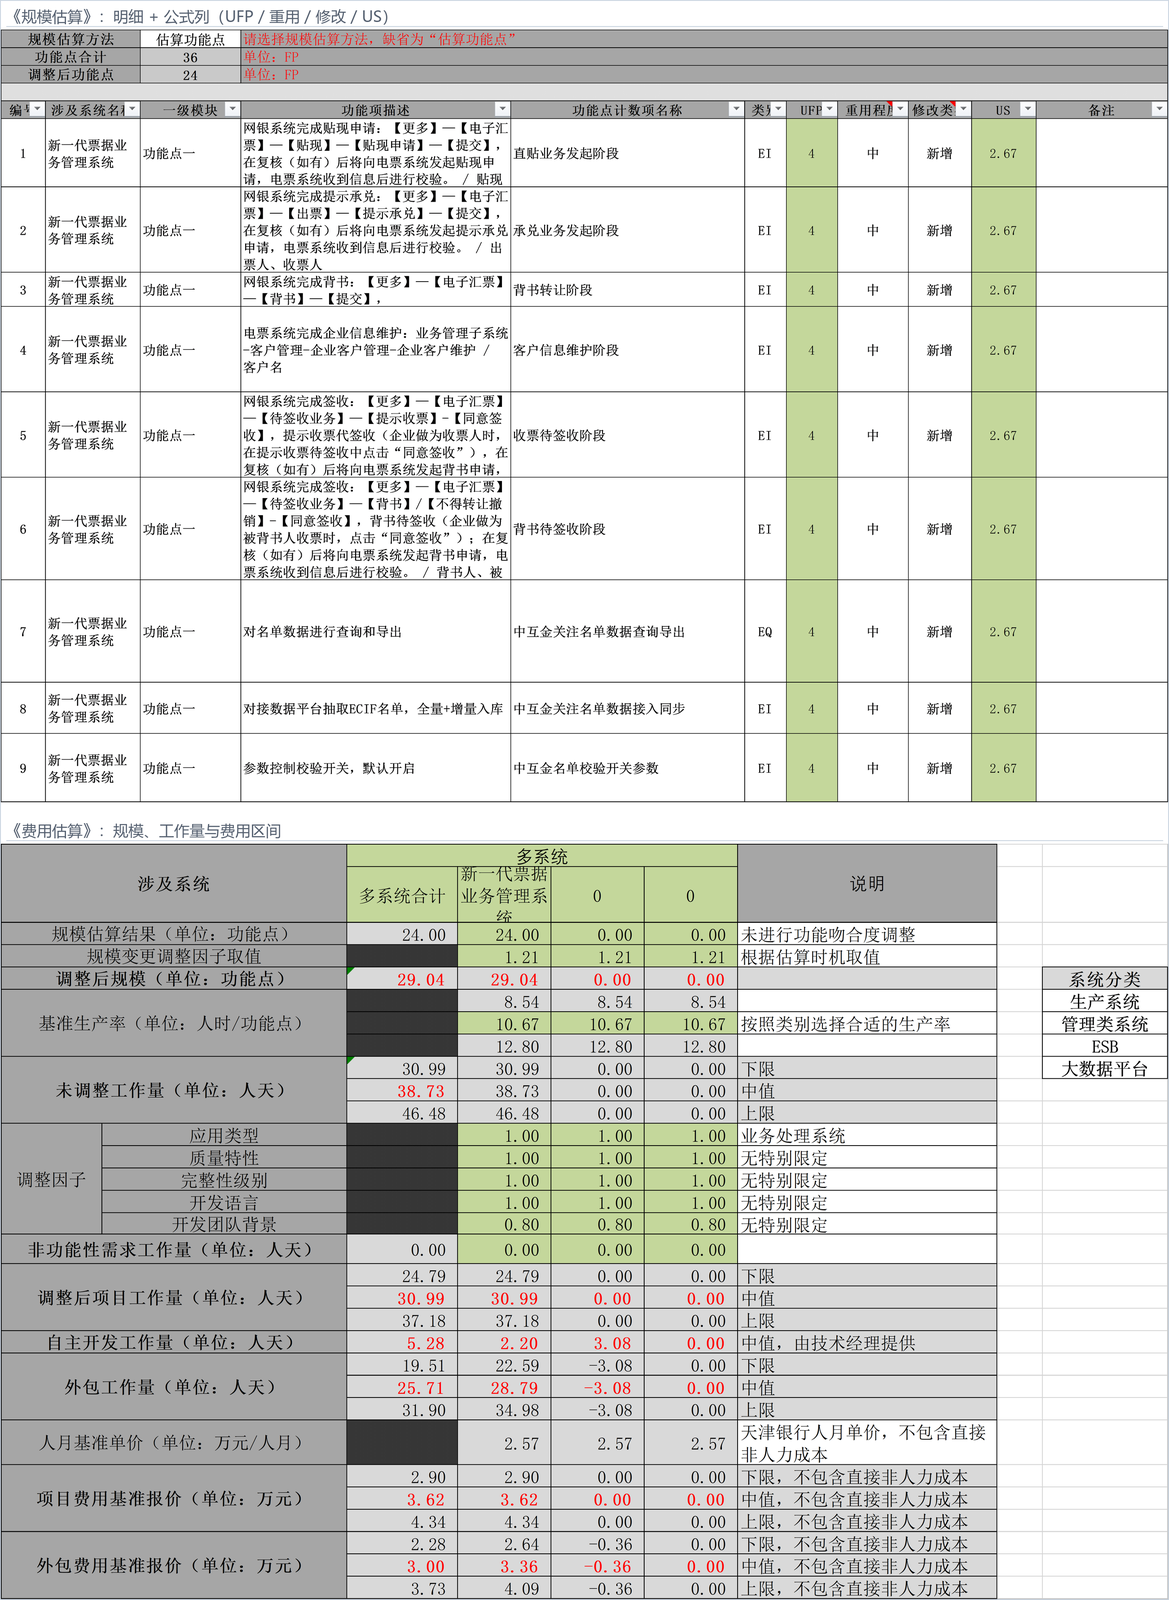 《规模估算》：明细 + 公式列（UFP / 重用 / 修改 / US）
规模估算方法 估算功能点 请选择规模估算方法，缺省为“估算功能点”
功能点合计 36 单位：FP
调整后功能点 24 单位：FP
编号 涉及系统名称 一级模块 功能项描述 功能点计数项名称 类别 UFP 重用程度 修改类 US 备注
1 新一代票据业务管理系统 功能点一 网银系统完成贴现申请：【更多】—【电子汇票】—【贴现】—【贴现申请】—【提交】，在复核（如有）后将向电票系统发起贴现申请，电票系统收到信息后进行校验。 / 贴现 直贴业务发起阶段 EI 4 中 新增 2.67
2 新一代票据业务管理系统 功能点一 网银系统完成提示承兑：【更多】—【电子汇票】—【出票】—【提示承兑】—【提交】，在复核（如有）后将向电票系统发起提示承兑申请，电票系统收到信息后进行校验。 / 出票人、收票人 承兑业务发起阶段 EI 4 中 新增 2.67
3 新一代票据业务管理系统 功能点一 网银系统完成背书：【更多】—【电子汇票】—【背书】—【提交】， 背书转让阶段 EI 4 中 新增 2.67
4 新一代票据业务管理系统 功能点一 电票系统完成企业信息维护：业务管理子系统-客户管理-企业客户管理-企业客户维护 / 客户名 客户信息维护阶段 EI 4 中 新增 2.67
5 新一代票据业务管理系统 功能点一 网银系统完成签收：【更多】—【电子汇票】—【待签收业务】—【提示收票】-【同意签收】，提示收票代签收（企业做为收票人时，在提示收票待签收中点击“同意签收”），在复核（如有）后将向电票系统发起背书申请， 收票待签收阶段 EI 4 中 新增 2.67
6 新一代票据业务管理系统 功能点一 网银系统完成签收：【更多】—【电子汇票】—【待签收业务】—【背书】/【不得转让撤销】-【同意签收】，背书待签收（企业做为被背书人收票时，点击“同意签收”）；在复核（如有）后将向电票系统发起背书申请，电票系统收到信息后进行校验。 / 背书人、被 背书待签收阶段 EI 4 中 新增 2.67
7 新一代票据业务管理系统 功能点一 对名单数据进行查询和导出 中互金关注名单数据查询导出 EQ 4 中 新增 2.67
8 新一代票据业务管理系统 功能点一 对接数据平台抽取ECIF名单，全量+增量入库 中互金关注名单数据接入同步 EI 4 中 新增 2.67
9 新一代票据业务管理系统 功能点一 参数控制校验开关，默认开启 中互金名单校验开关参数 EI 4 中 新增 2.67
《费用估算》：规模、工作量与费用区间
涉及系统 多系统 说明
多系统合计 新一代票据业务管理系统 0 0
规模估算结果（单位：功能点） 24.00 24.00 0.00 0.00 未进行功能吻合度调整
规模变更调整因子取值 1.21 1.21 1.21 根据估算时机取值
调整后规模（单位：功能点） 29.04 29.04 0.00 0.00 系统分类
8.54 8.54 8.54 生产系统
基准生产率（单位：人时/功能点） 10.67 10.67 10.67 按照类别选择合适的生产率 管理类系统
12.80 12.80 12.80 ESB
30.99 30.99 0.00 0.00 下限 大数据平台
未调整工作量（单位：人天） 38.73 38.73 0.00 0.00 中值
46.48 46.48 0.00 0.00 上限
调整因子 应用类型 1.00 1.00 1.00 业务处理系统
质量特性 1.00 1.00 1.00 无特别限定
完整性级别 1.00 1.00 1.00 无特别限定
开发语言 1.00 1.00 1.00 无特别限定
开发团队背景 0.80 0.80 0.80 无特别限定
非功能性需求工作量（单位：人天） 0.00 0.00 0.00 0.00
24.79 24.79 0.00 0.00 下限
调整后项目工作量（单位：人天） 30.99 30.99 0.00 0.00 中值
37.18 37.18 0.00 0.00 上限
自主开发工作量（单位：人天） 5.28 2.20 3.08 0.00 中值，由技术经理提供
19.51 22.59 -3.08 0.00 下限
外包工作量（单位：人天） 25.71 28.79 -3.08 0.00 中值
31.90 34.98 -3.08 0.00 上限
人月基准单价（单位：万元/人月） 2.57 2.57 2.57 天津银行人月单价，不包含直接非人力成本
2.90 2.90 0.00 0.00 下限，不包含直接非人力成本
项目费用基准报价（单位：万元） 3.62 3.62 0.00 0.00 中值，不包含直接非人力成本
4.34 4.34 0.00 0.00 上限，不包含直接非人力成本
2.28 2.64 -0.36 0.00 下限，不包含直接非人力成本
外包费用基准报价（单位：万元） 3.00 3.36 -0.36 0.00 中值，不包含直接非人力成本
3.73 4.09 -0.36 0.00 上限，不包含直接非人力成本